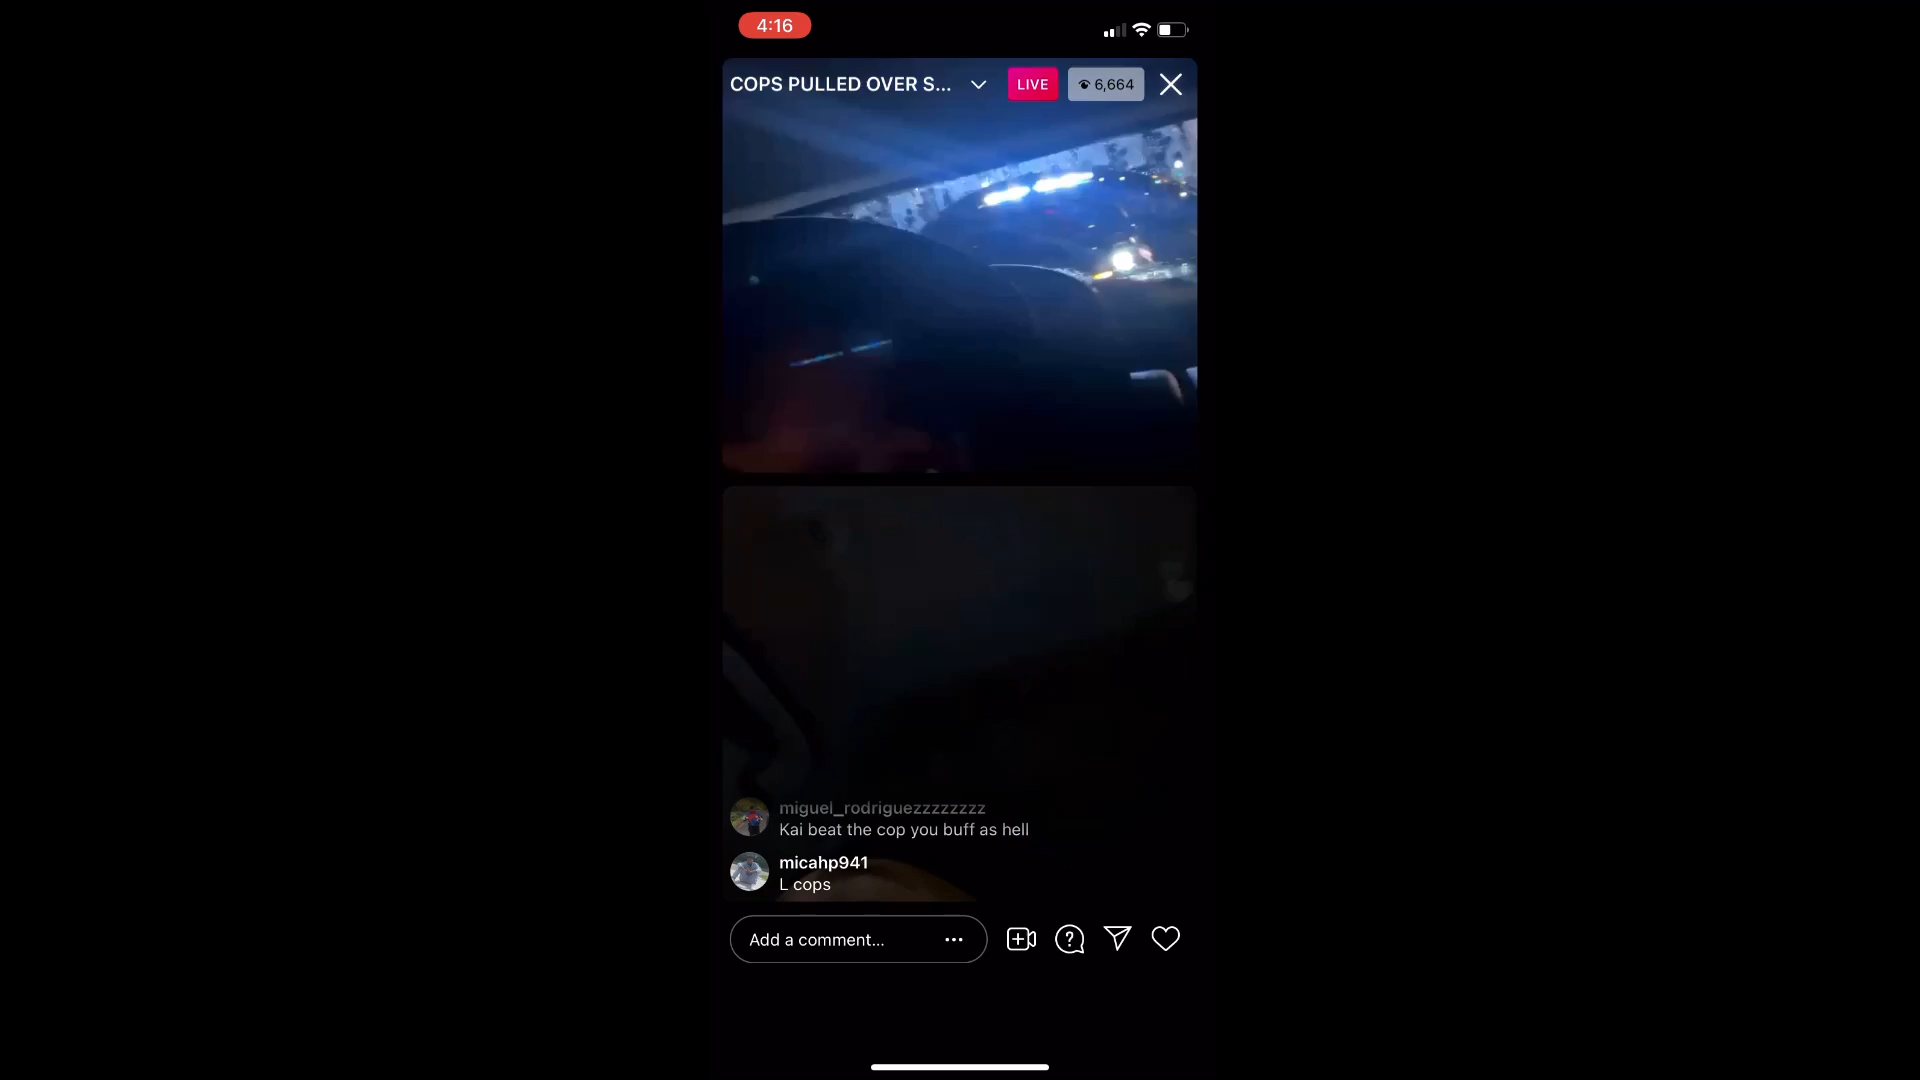 4:16
COPS PULLED OVER S...
LIVE
6,664
miguel_rodriguezzzzzzzz
Kai beat the cop you buff as hell
micahp941
L cops
Add a comment...